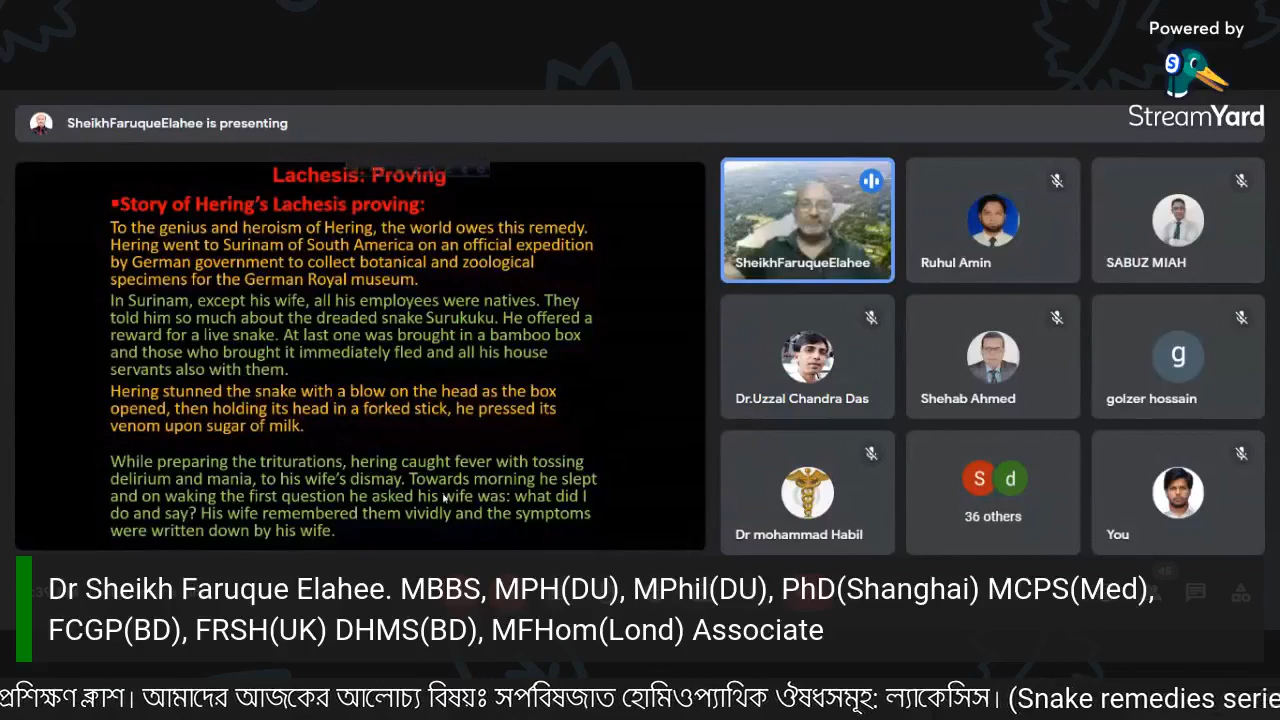 Powered by
StreamYard
SheikhFaruqueElahee is presenting
Lachesis: Proving
▪Story of Hering's Lachesis proving:
To the genius and heroism of Hering, the world owes this remedy.
Hering went to Surinam of South America on an official expedition
by German government to collect botanical and zoological
specimens for the German Royal museum.
In Surinam, except his wife, all his employees were natives. They
told him so much about the dreaded snake Surukuku. He offered a
reward for a live snake. At last one was brought in a bamboo box
and those who brought it immediately fled and all his house
servants also with them.
Hering stunned the snake with a blow on the head as the box
opened, then holding its head in a forked stick, he pressed its
venom upon sugar of milk.
While preparing the triturations, hering caught fever with tossing
delirium and mania, to his wife's dismay. Towards morning he slept
and on waking the first question he asked his wife was: what did I
do and say? His wife remembered them vividly and the symptoms
were written down by his wife.
SheikhFaruqueElahee
Ruhul Amin
SABUZ MIAH
Dr.Uzzal Chandra Das
Shehab Ahmed
g
golzer hossain
Dr mohammad Habil
S d
36 others
You
Dr Sheikh Faruque Elahee. MBBS, MPH(DU), MPhil(DU), PhD(Shanghai) MCPS(Med),
FCGP(BD), FRSH(UK) DHMS(BD), MFHom(Lond) Associate
প্রশিক্ষণ ক্লাশ। আমাদের আজকের আলোচ্য বিষয়ঃ সর্পবিষজাত হোমিওপ্যাথিক ঔষধসমূহ: ল্যাকেসিস। (Snake remedies serie